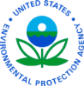 UNITED STATES
ENVIRONMENTAL PROTECTION AGENCY